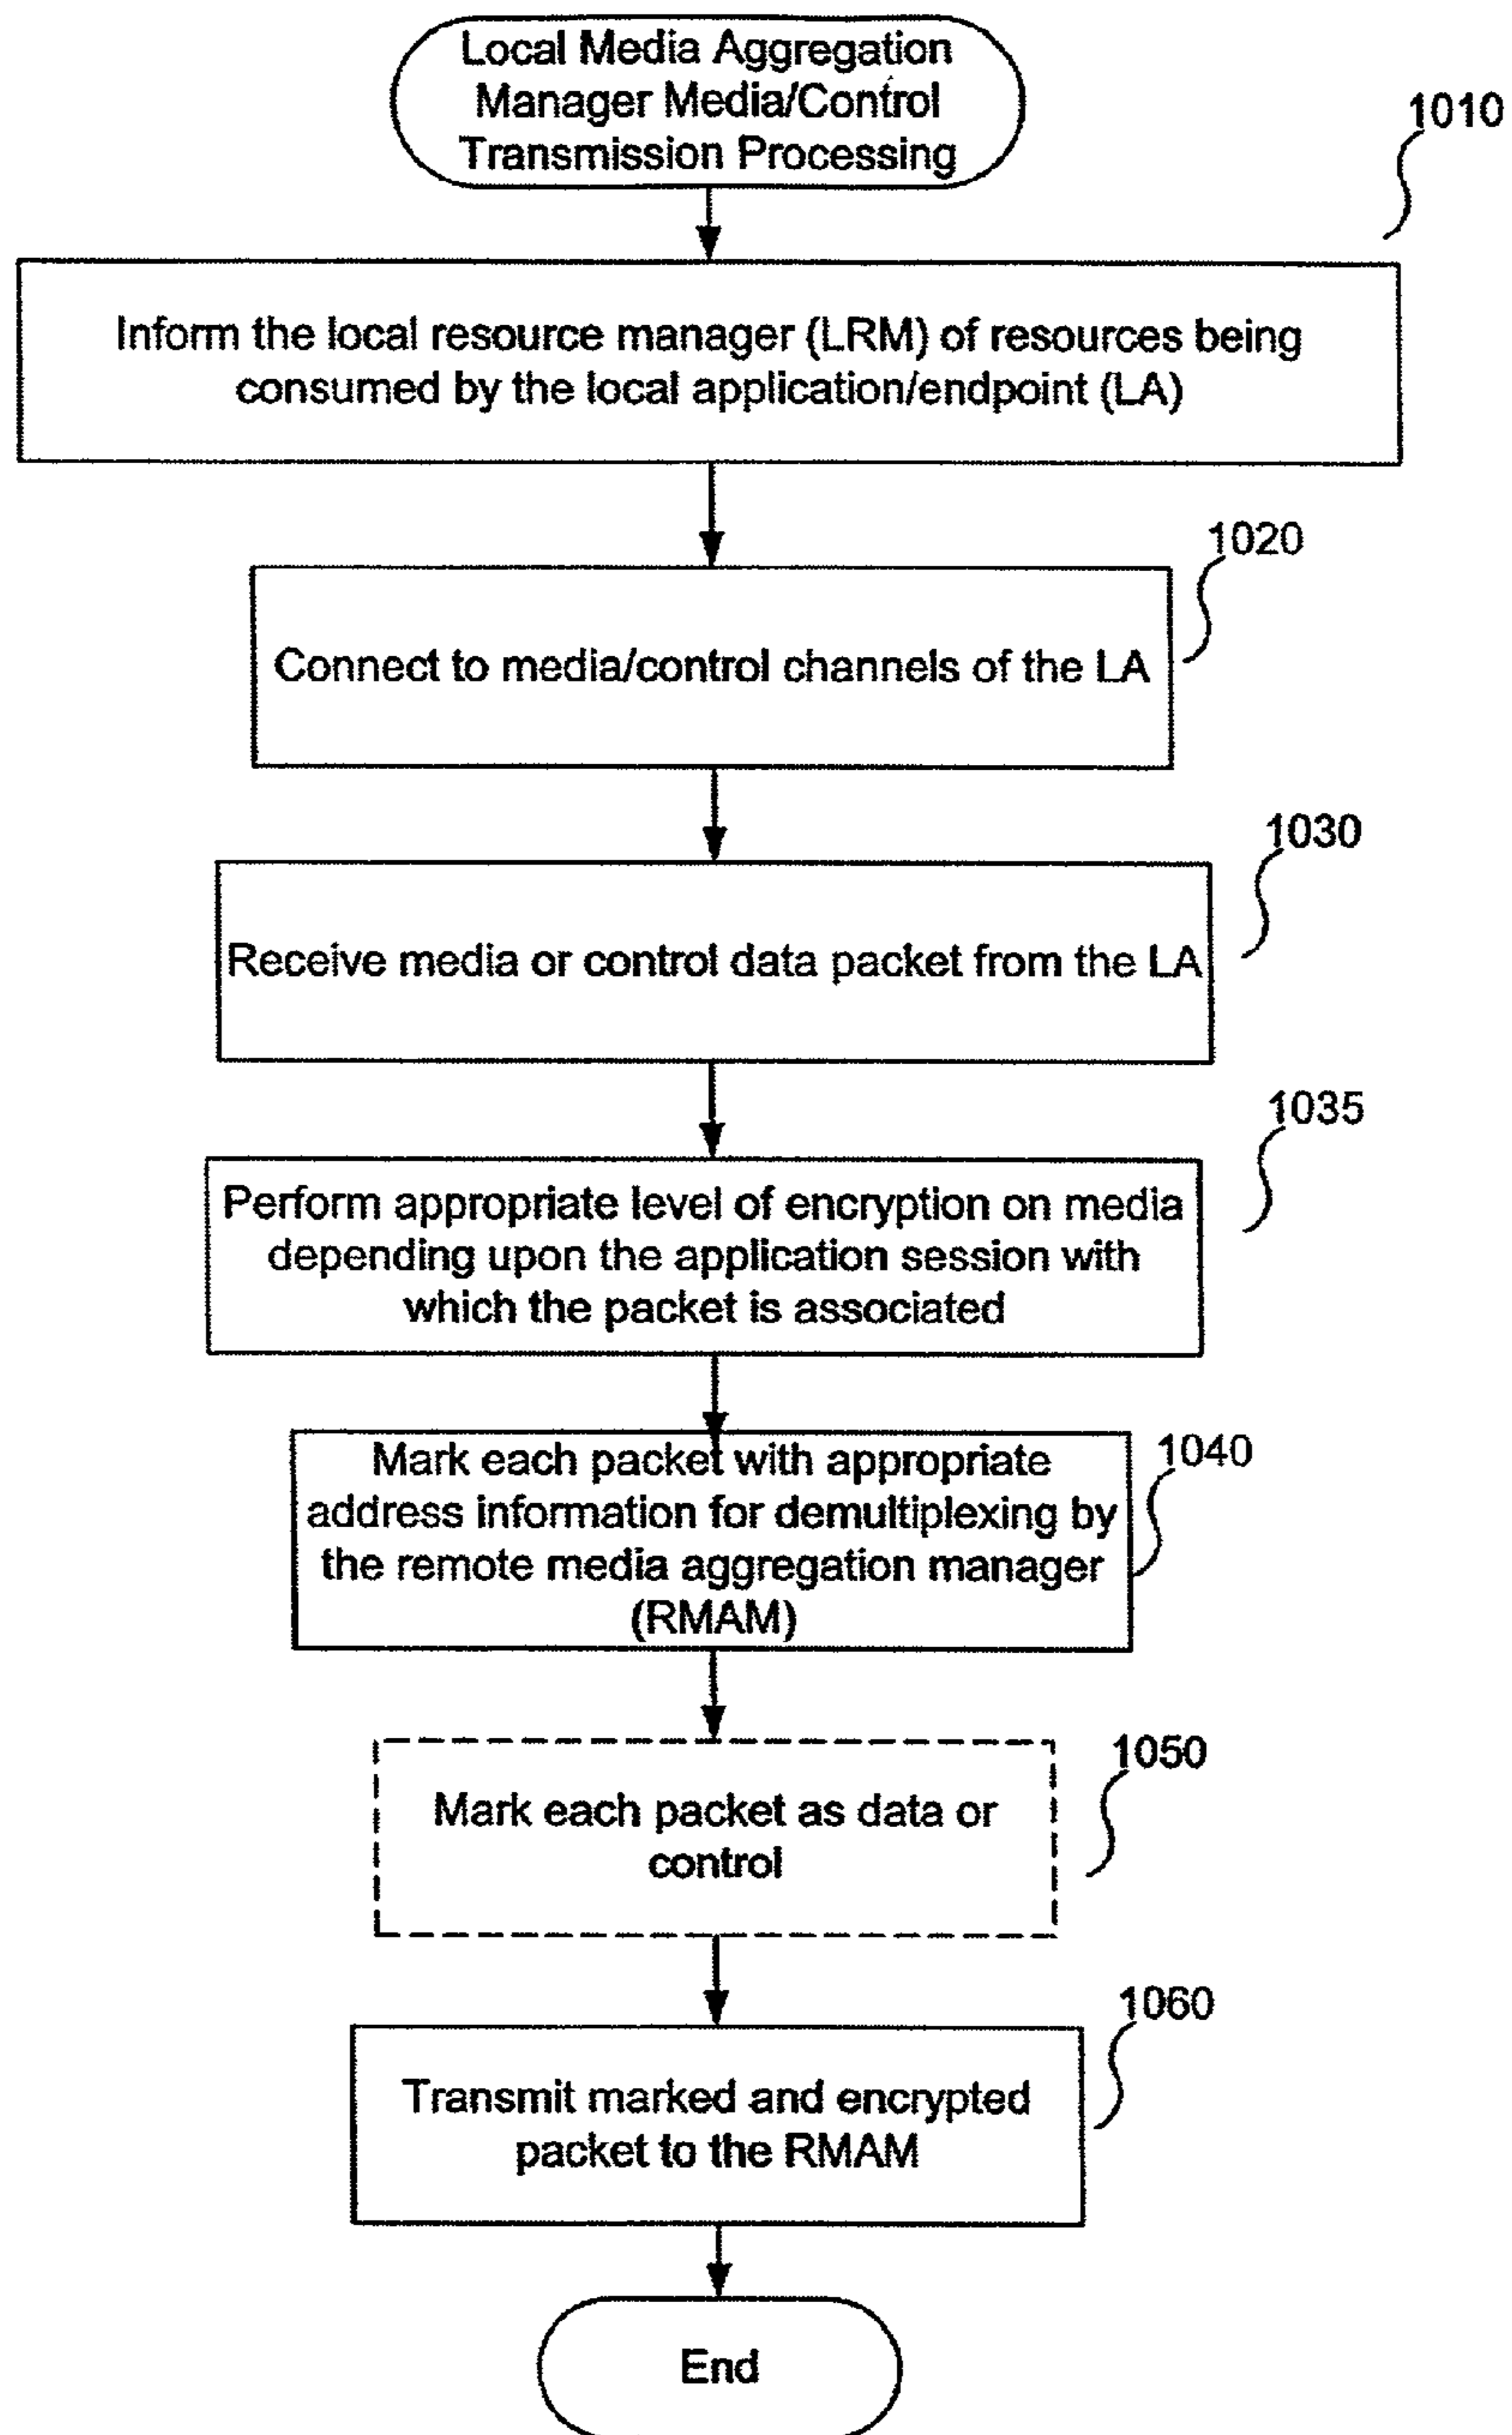 Local Media Aggregation
Manager Media/Control
Transmission Processing
1010
Inform the local resource manager (LRM) of resources being
consumed by the local application/endpoint (LA)
1020
Connect to media/control channels of the LA
1030
Receive media or control data packet from the LA
1035
Perform appropriate level of encryption on media
depending upon the application session with
which the packet is associated
1040
Mark each packet with appropriate
address information for demultiplexing by
the remote media aggregation manager
(RMAM)
1050
Mark each packet as data or
control
1060
Transmit marked and encrypted
packet to the RMAM
End